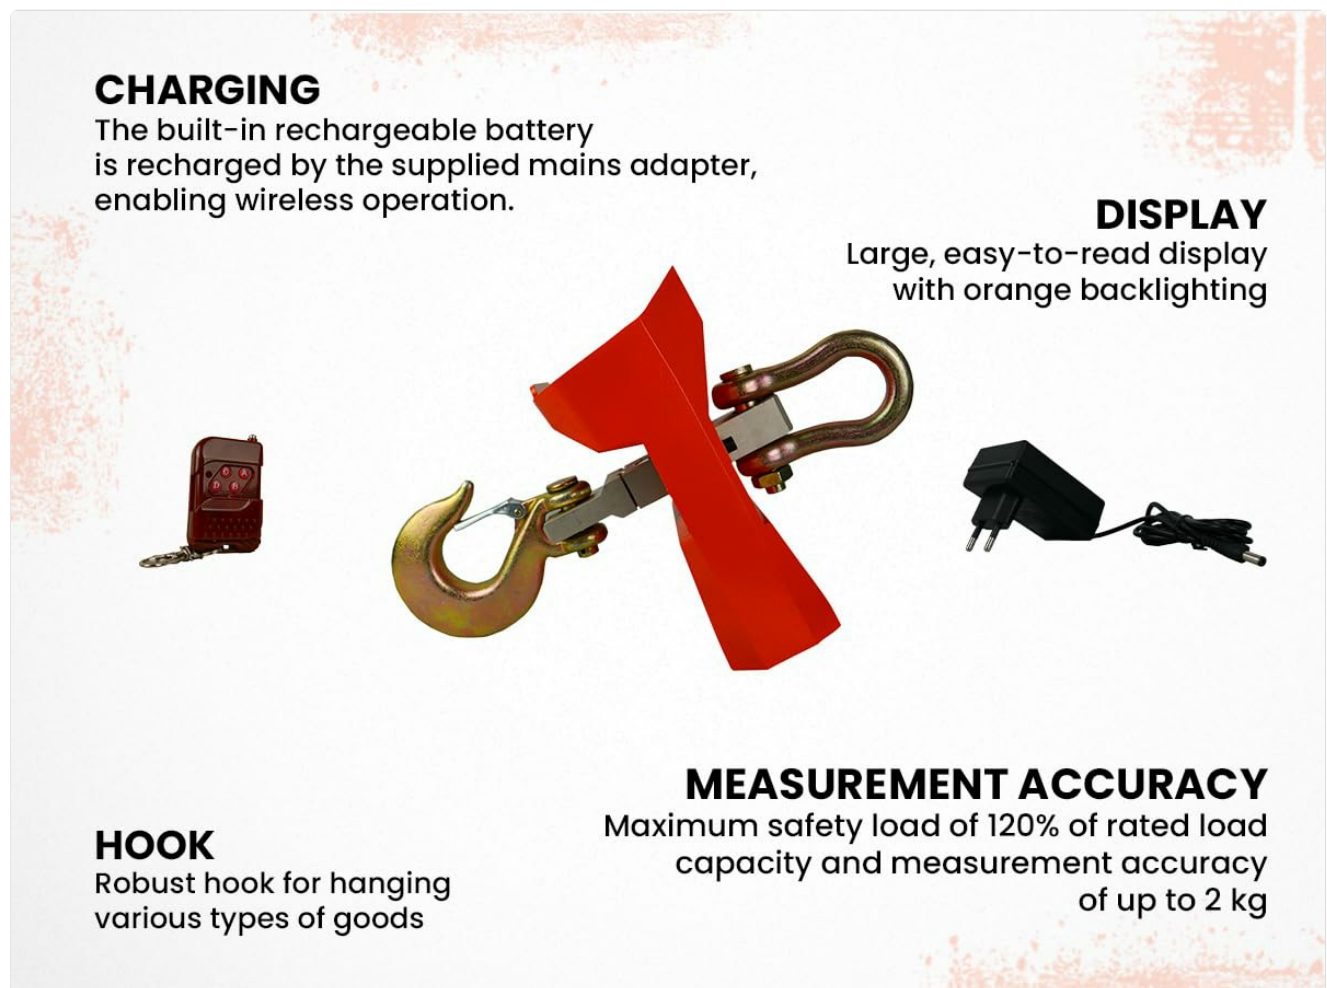 CHARGING
The built-in rechargeable battery
is recharged by the supplied mains adapter,
enabling wireless operation.
DISPLAY
Large, easy-to-read display
with orange backlighting
C A
D B
HOOK
Robust hook for hanging
various types of goods
MEASUREMENT ACCURACY
Maximum safety load of 120% of rated load
capacity and measurement accuracy
of up to 2 kg